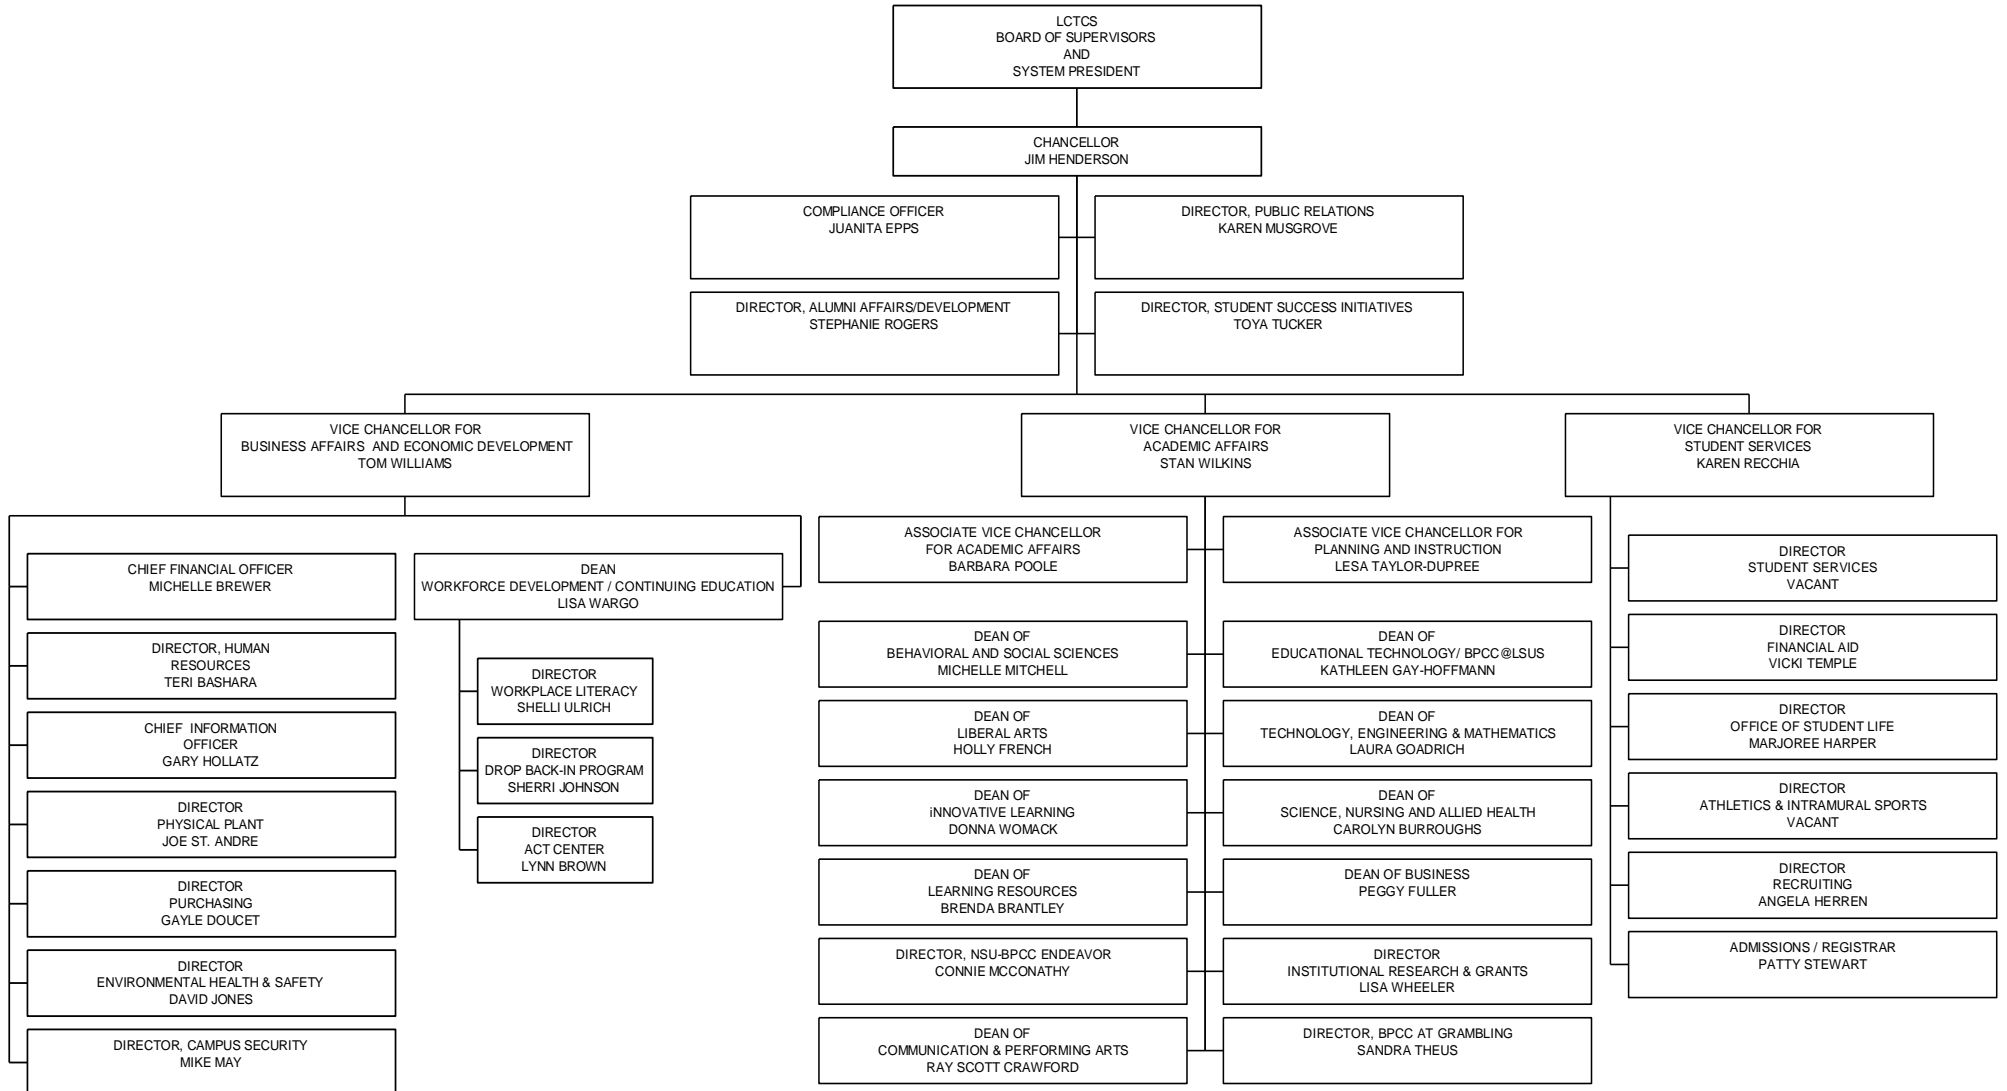 LCTCS
BOARD OF SUPERVISORS
AND
SYSTEM PRESIDENT
CHANCELLOR
JIM HENDERSON
COMPLIANCE OFFICER
JUANITA EPPS
DIRECTOR, PUBLIC RELATIONS
KAREN MUSGROVE
DIRECTOR, ALUMNI AFFAIRS/DEVELOPMENT
STEPHANIE ROGERS
DIRECTOR, STUDENT SUCCESS INITIATIVES
TOYA TUCKER
VICE CHANCELLOR FOR
BUSINESS AFFAIRS AND ECONOMIC DEVELOPMENT
TOM WILLIAMS
CHIEF FINANCIAL OFFICER
MICHELLE BREWER
DIRECTOR, HUMAN
RESOURCES
TERI BASHARA
CHIEF INFORMATION
OFFICER
GARY HOLLATZ
DIRECTOR
PHYSICAL PLANT
JOE ST. ANDRE
DIRECTOR
PURCHASING
GAYLE DOUCET
DIRECTOR
ENVIRONMENTAL HEALTH & SAFETY
DAVID JONES
DIRECTOR, CAMPUS SECURITY
MIKE MAY
DEAN
WORKFORCE DEVELOPMENT / CONTINUING EDUCATION
LISA WARGO
DIRECTOR
WORKPLACE LITERACY
SHELLI ULRICH
DIRECTOR
DROP BACK-IN PROGRAM
SHERRI JOHNSON
DIRECTOR
ACT CENTER
LYNN BROWN
VICE CHANCELLOR FOR
ACADEMIC AFFAIRS
STAN WILKINS
ASSOCIATE VICE CHANCELLOR
FOR ACADEMIC AFFAIRS
BARBARA POOLE
ASSOCIATE VICE CHANCELLOR FOR
PLANNING AND INSTRUCTION
LESA TAYLOR-DUPREE
DEAN OF
BEHAVIORAL AND SOCIAL SCIENCES
MICHELLE MITCHELL
DEAN OF
EDUCATIONAL TECHNOLOGY/ BPCC@LSUS
KATHLEEN GAY-HOFFMANN
DEAN OF
LIBERAL ARTS
HOLLY FRENCH
DEAN OF
TECHNOLOGY, ENGINEERING & MATHEMATICS
LAURA GOADRICH
DEAN OF
iNNOVATIVE LEARNING
DONNA WOMACK
DEAN OF
SCIENCE, NURSING AND ALLIED HEALTH
CAROLYN BURROUGHS
DEAN OF
LEARNING RESOURCES
BRENDA BRANTLEY
DEAN OF BUSINESS
PEGGY FULLER
DIRECTOR, NSU-BPCC ENDEAVOR
CONNIE MCCONATHY
DIRECTOR
INSTITUTIONAL RESEARCH & GRANTS
LISA WHEELER
DEAN OF
COMMUNICATION & PERFORMING ARTS
RAY SCOTT CRAWFORD
DIRECTOR, BPCC AT GRAMBLING
SANDRA THEUS
VICE CHANCELLOR FOR
STUDENT SERVICES
KAREN RECCHIA
DIRECTOR
STUDENT SERVICES
VACANT
DIRECTOR
FINANCIAL AID
VICKI TEMPLE
DIRECTOR
OFFICE OF STUDENT LIFE
MARJOREE HARPER
DIRECTOR
ATHLETICS & INTRAMURAL SPORTS
VACANT
DIRECTOR
RECRUITING
ANGELA HERREN
ADMISSIONS / REGISTRAR
PATTY STEWART